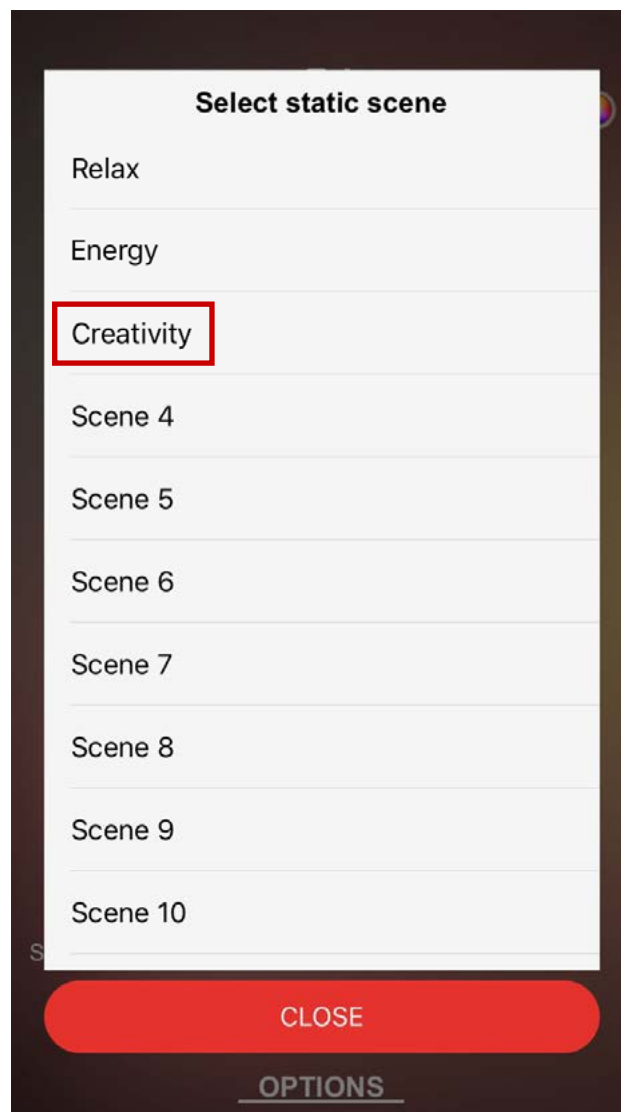 Select static scene
Relax
Energy
Creativity
Scene 4
Scene 5
Scene 6
Scene 7
Scene 8
Scene 9
Scene 10
S
CLOSE
OPTIONS